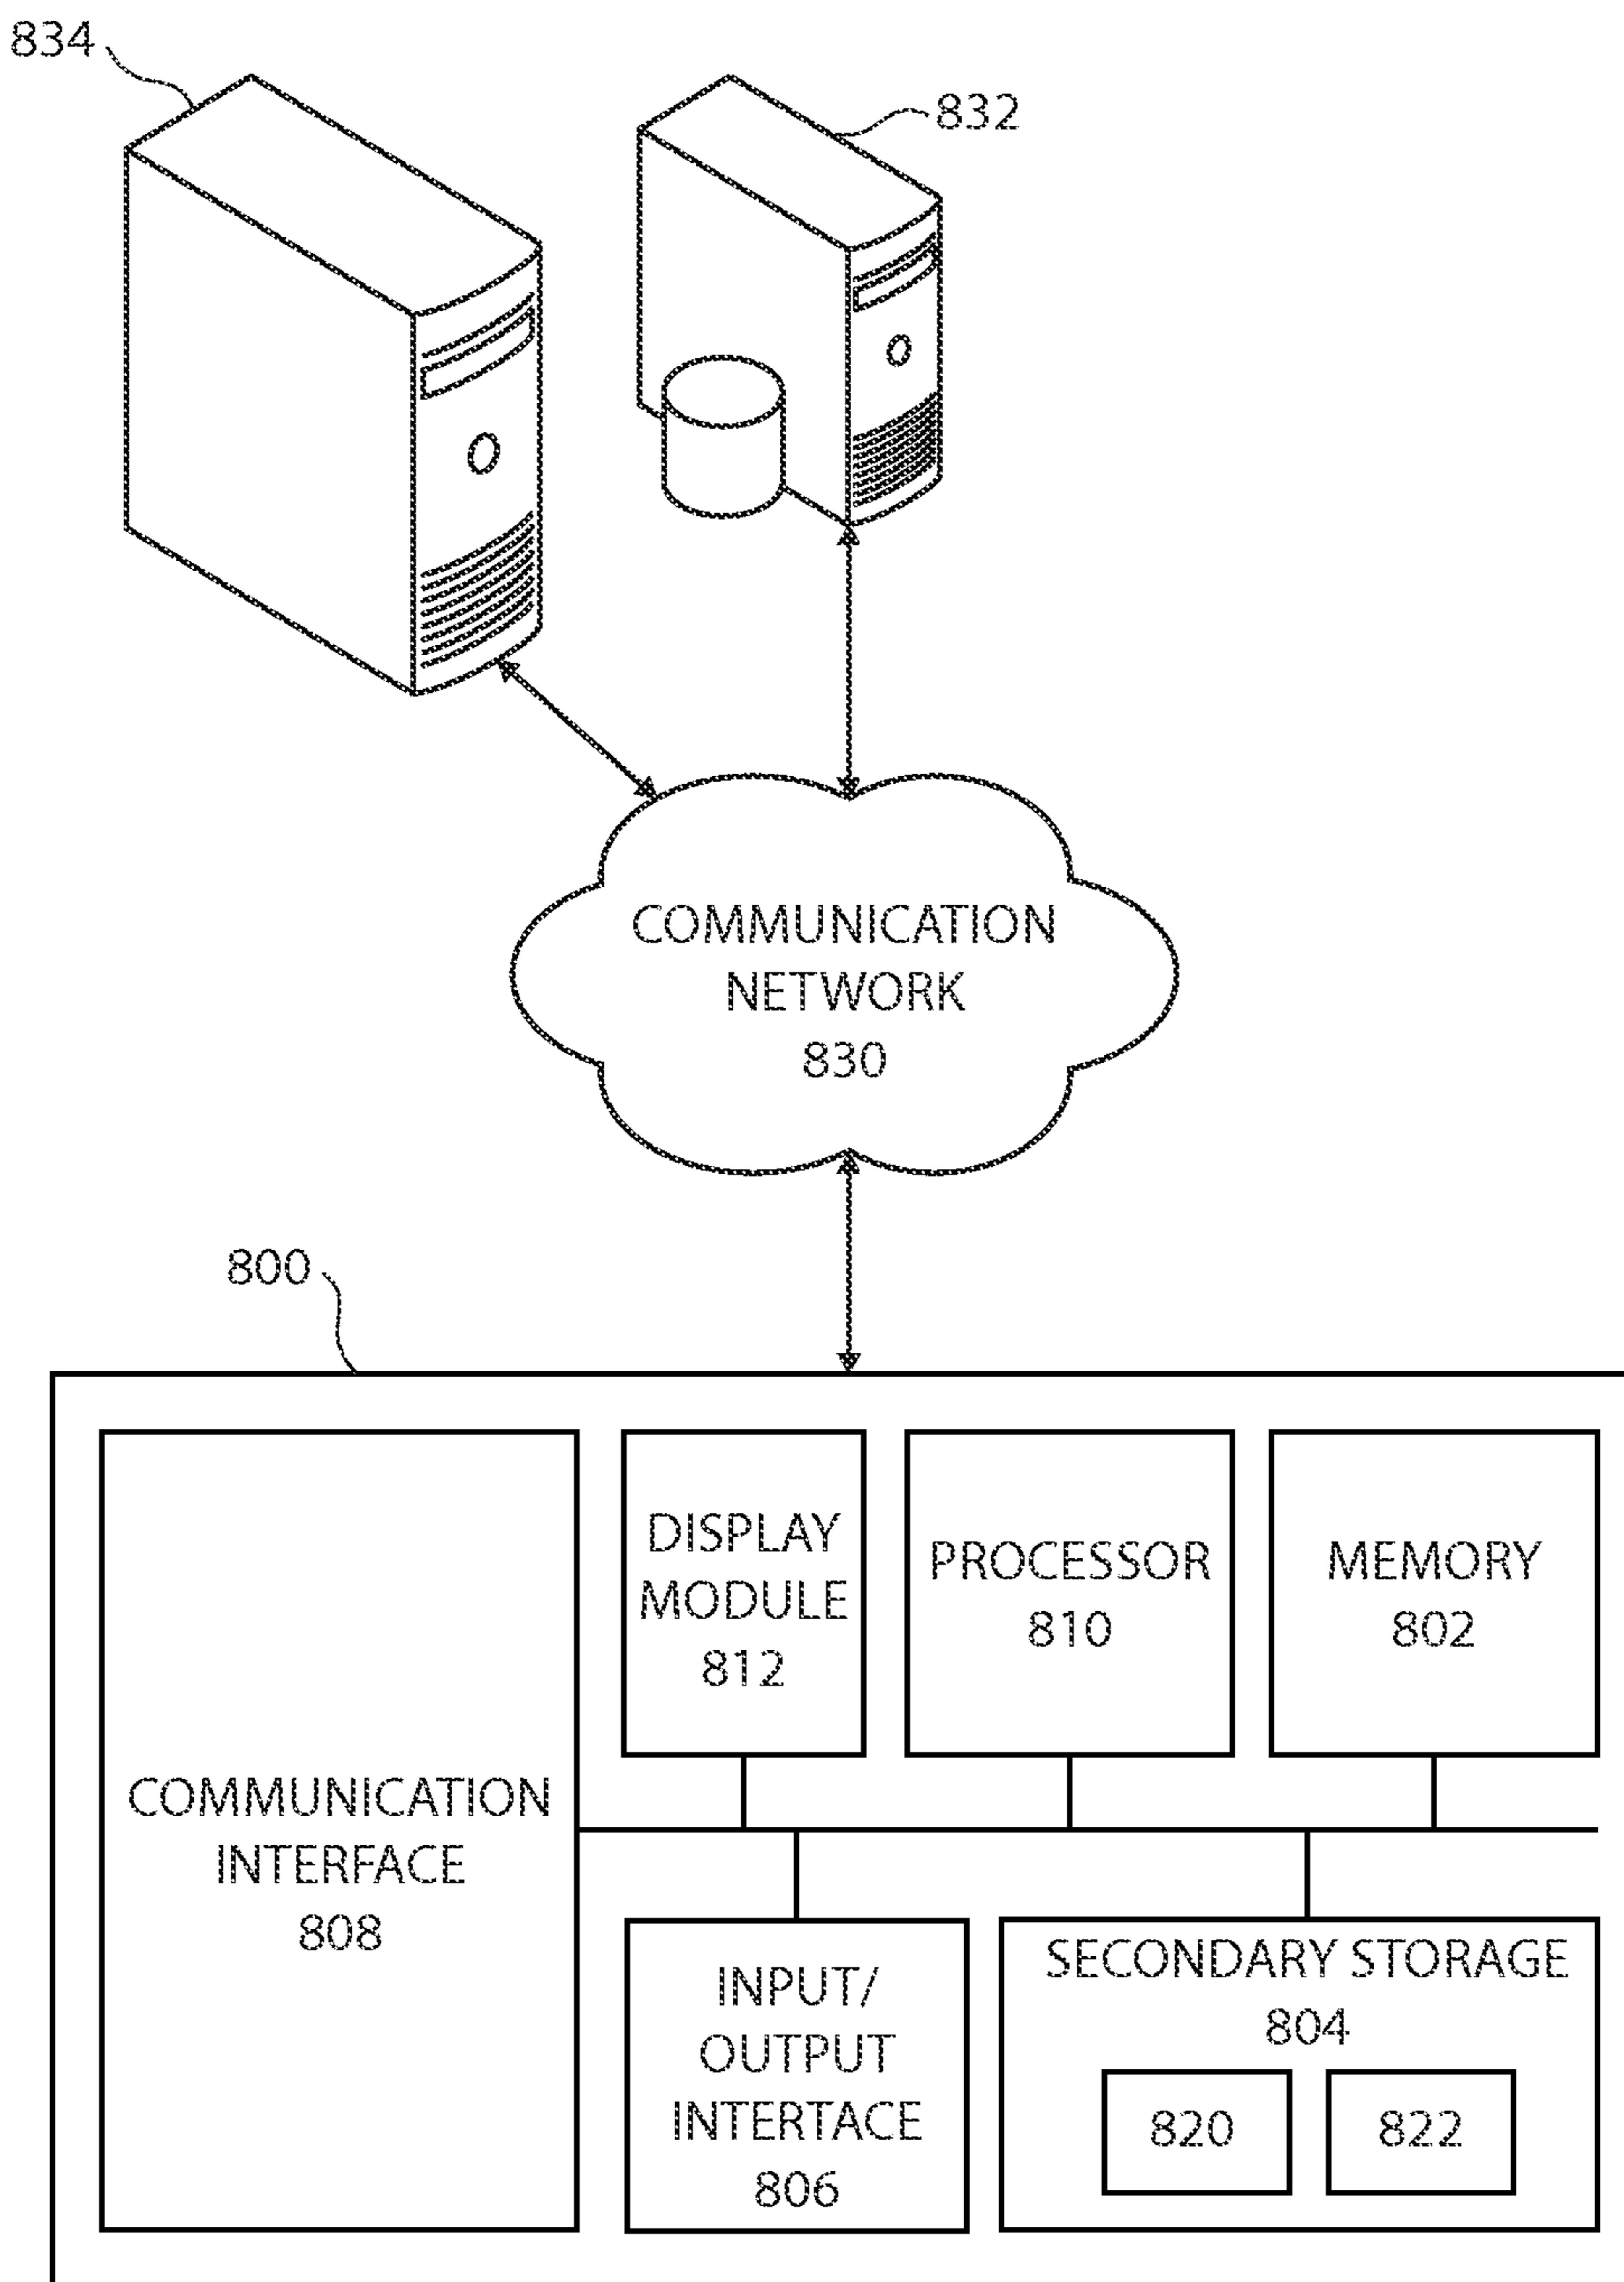 834
832
COMMUNICATION
NETWORK
830
800
COMMUNICATION
INTERFACE
808
DISPLAY
MODULE
812
PROCESSOR
810
MEMORY
802
INPUT/
OUTPUT
INTERTACE
806
SECONDARY STORAGE
804
820
822